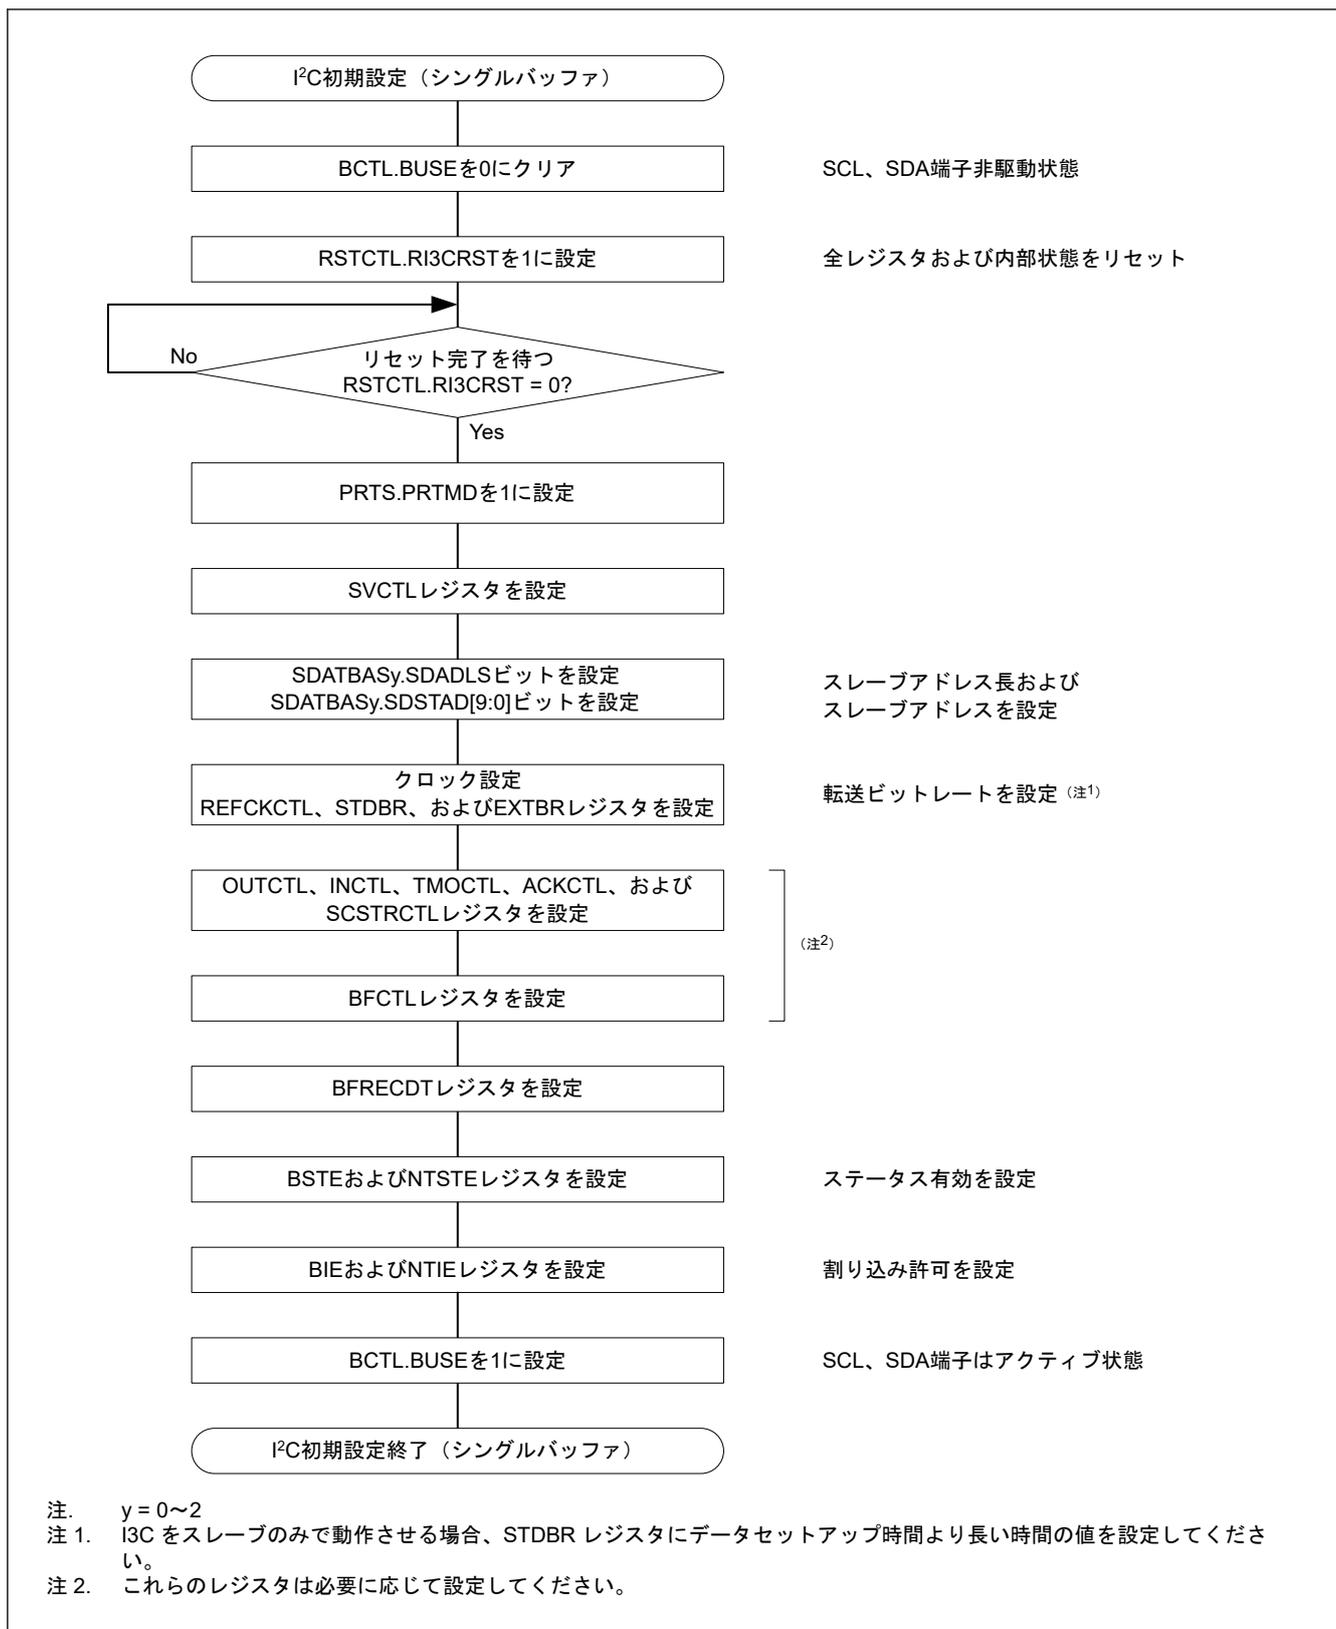 I²C初期設定（シングルバッファ）
BCTL.BUSEを0にクリア
SCL、SDA端子非駆動状態
RSTCTL.RI3CRSTを1に設定
全レジスタおよび内部状態をリセット
No
リセット完了を待つ
RSTCTL.RI3CRST = 0?
Yes
PRTS.PRTMDを1に設定
SVCTLレジスタを設定
SDATBASy.SDADLSビットを設定
SDATBASy.SDSTAD[9:0]ビットを設定
スレーブアドレス長および
スレーブアドレスを設定
クロック設定
REFCKCTL、STDBR、およびEXTBRレジスタを設定
転送ビットレートを設定（注1）
OUTCTL、INCTL、TMOCTL、ACKCTL、および
SCSTRCTLレジスタを設定
（注2）
BFCTLレジスタを設定
BFRECDTレジスタを設定
BSTEおよびNTSTEレジスタを設定
ステータス有効を設定
BIEおよびNTIEレジスタを設定
割り込み許可を設定
BCTL.BUSEを1に設定
SCL、SDA端子はアクティブ状態
I²C初期設定終了（シングルバッファ）
注. y = 0～2
注 1. I3C をスレーブのみで動作させる場合、STDBR レジスタにデータセットアップ時間より長い時間の値を設定してくださ
い。
注 2. これらのレジスタは必要に応じて設定してください。